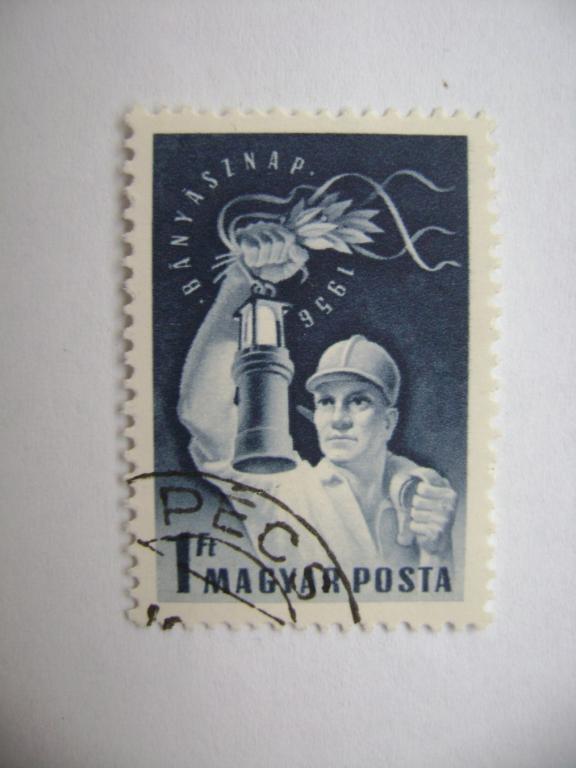 · BÁNYÁSZNAP · 1956
PÉCS
1 Ft
MAGYAR POSTA